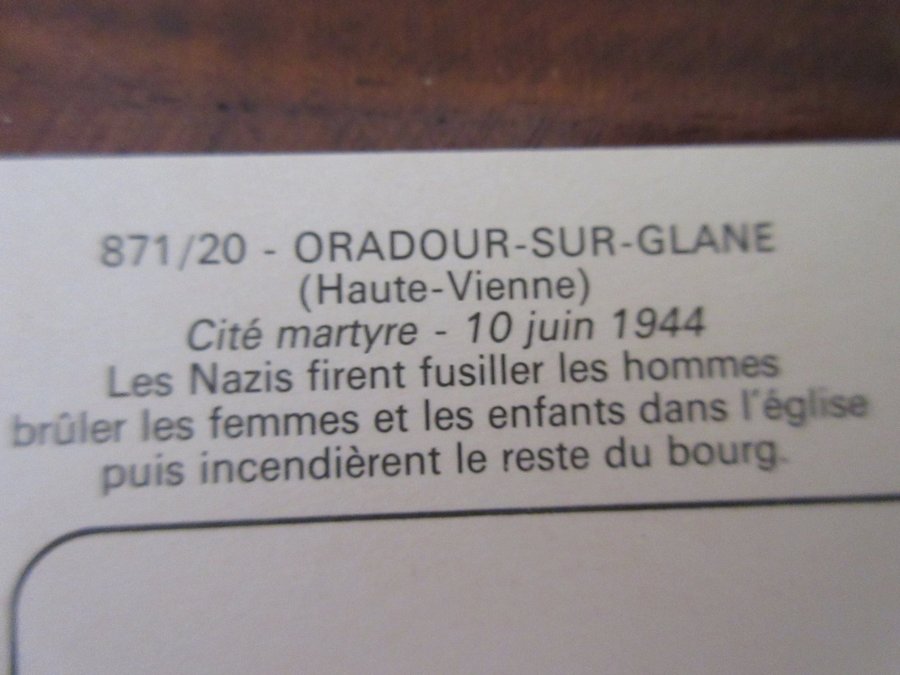 871/20 - ORADOUR-SUR-GLANE
(Haute-Vienne)
Cité martyre - 10 juin 1944
Les Nazis firent fusiller les hommes
brûler les femmes et les enfants dans l'église
puis incendièrent le reste du bourg.